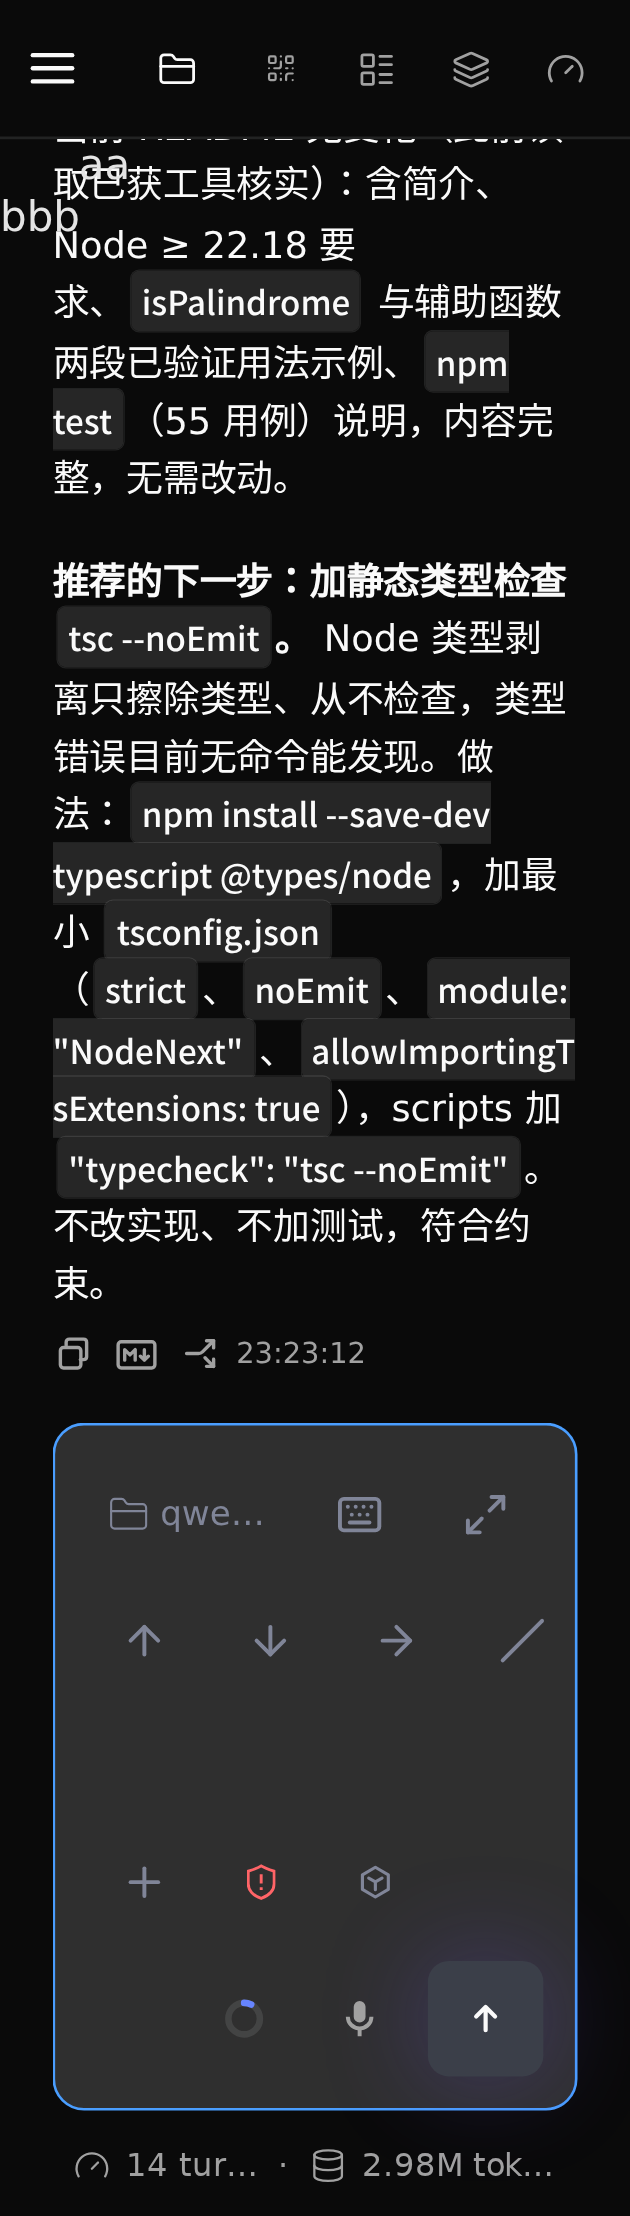 aa
取已获工具核实）：含简介、
bbb
Node ≥ 22.18 要
求、 isPalindrome 与辅助函数
两段已验证用法示例、 npm
test （55 用例）说明，内容完
整，无需改动。
推荐的下一步：加静态类型检查
tsc --noEmit 。 Node 类型剥
离只擦除类型、从不检查，类型
错误目前无命令能发现。做
法： npm install --save-dev
typescript @types/node ，加最
小 tsconfig.json
（ strict 、 noEmit 、 module:
"NodeNext" 、 allowImportingT
sExtensions: true ），scripts 加
"typecheck": "tsc --noEmit" 。
不改实现、不加测试，符合约
束。
M↓ 23:23:12
qwe...
14 tur... · 2.98M tok...